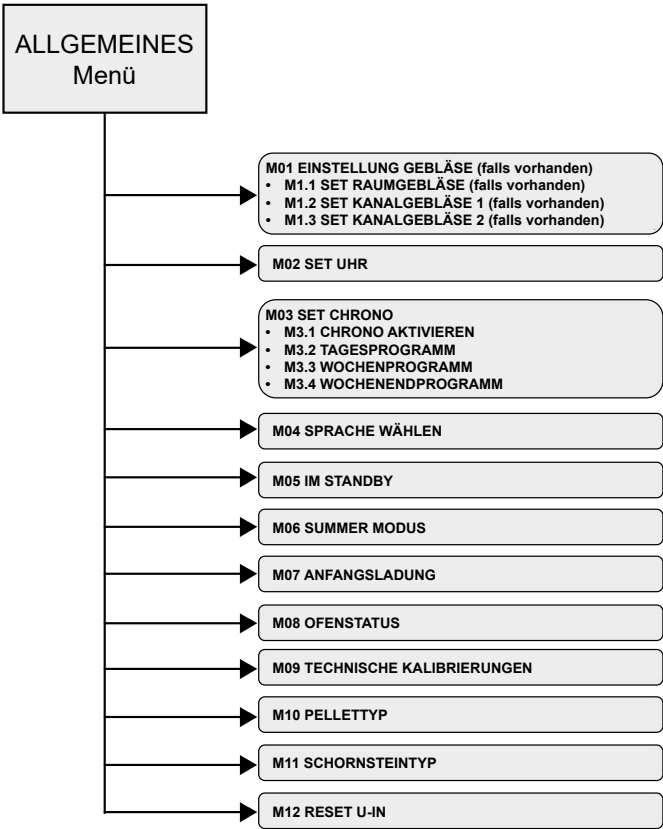 ALLGEMEINES
Menü
M01 EINSTELLUNG GEBLÄSE (falls vorhanden)
• M1.1 SET RAUMGEBLÄSE (falls vorhanden)
• M1.2 SET KANALGEBLÄSE 1 (falls vorhanden)
• M1.3 SET KANALGEBLÄSE 2 (falls vorhanden)
M02 SET UHR
M03 SET CHRONO
• M3.1 CHRONO AKTIVIEREN
• M3.2 TAGESPROGRAMM
• M3.3 WOCHENPROGRAMM
• M3.4 WOCHENENDPROGRAMM
M04 SPRACHE WÄHLEN
M05 IM STANDBY
M06 SUMMER MODUS
M07 ANFANGSLADUNG
M08 OFENSTATUS
M09 TECHNISCHE KALIBRIERUNGEN
M10 PELLETTYP
M11 SCHORNSTEINTYP
M12 RESET U-IN